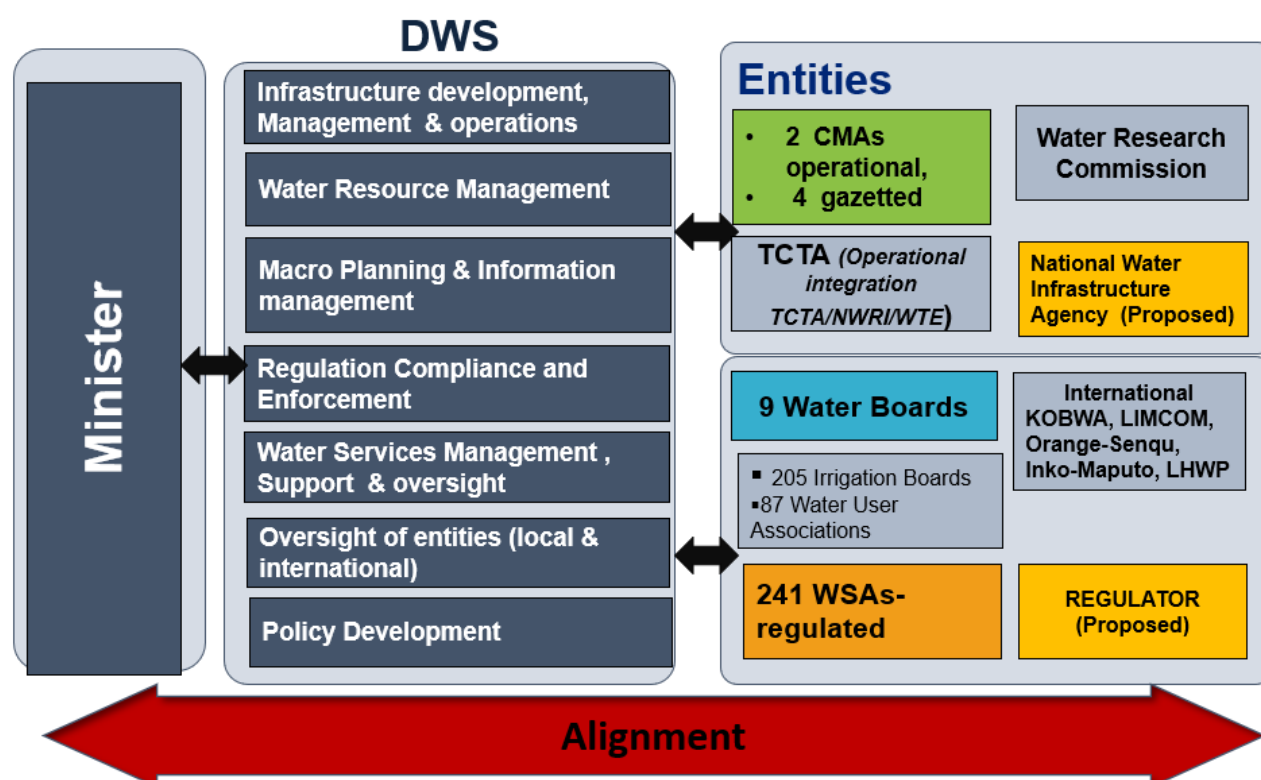 Minister
DWS
Infrastructure development,
Management & operations
Water Resource Management
Macro Planning & Information
management
Regulation Compliance and
Enforcement
Water Services Management ,
Support & oversight
Oversight of entities (local &
international)
Policy Development
Entities
• 2 CMAs
operational,
• 4 gazetted
Water Research
Commission
TCTA (Operational
integration
TCTA/NWRI/WTE)
National Water
Infrastructure
Agency (Proposed)
9 Water Boards
International
KOBWA, LIMCOM,
Orange-Senqu,
Inko-Maputo, LHWP
▪ 205 Irrigation Boards
▪87 Water User
Associations
241 WSAs-
regulated
REGULATOR
(Proposed)
Alignment